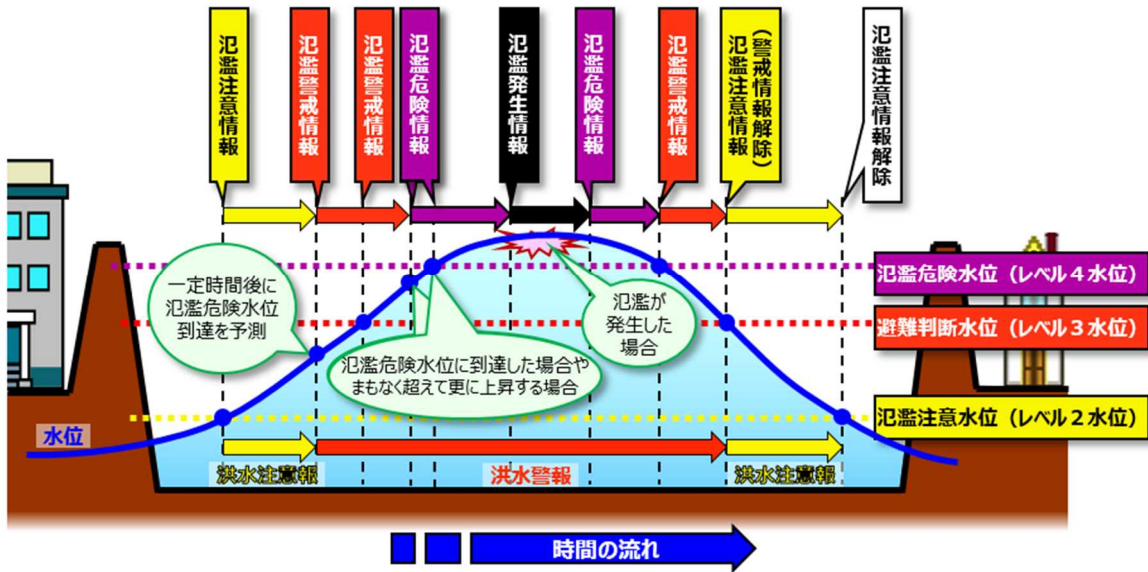 氾濫注意情報
氾濫警戒情報
氾濫警戒情報
氾濫危険情報
氾濫発生情報
氾濫危険情報
氾濫警戒情報
(警戒情報解除)
氾濫注意情報
氾濫注意情報解除
一定時間後に
氾濫危険水位
到達を予測
氾濫危険水位に到達した場合や
まもなく超えて更に上昇する場合
氾濫が
発生した
場合
氾濫危険水位(レベル4水位)
避難判断水位(レベル3水位)
氾濫注意水位(レベル2水位)
水位
洪水注意報
洪水警報
洪水注意報
時間の流れ